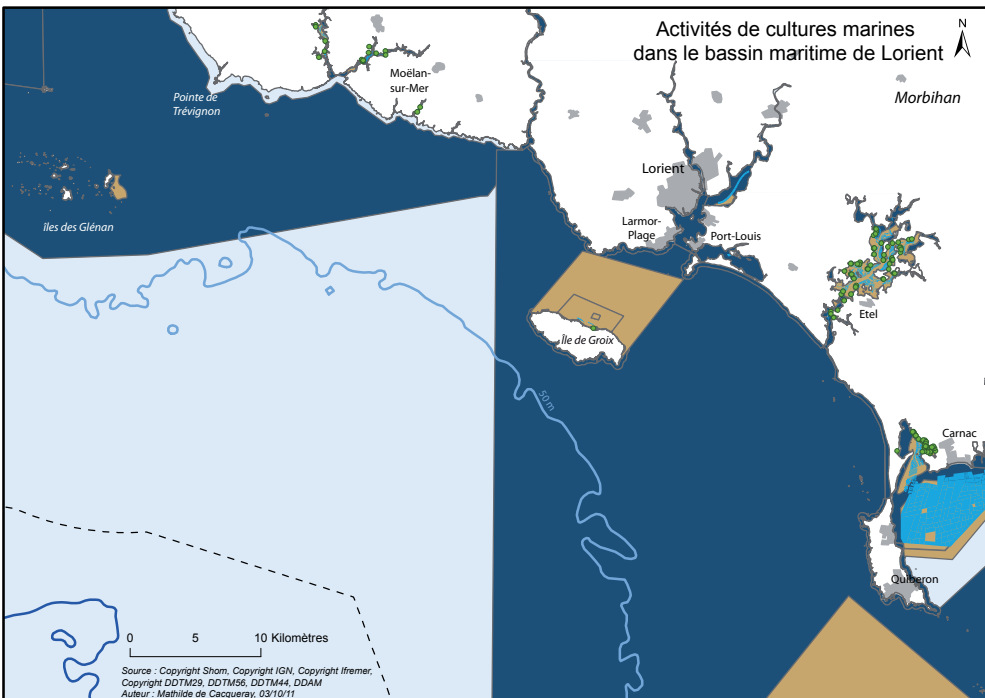 Activités de cultures marines
dans le bassin maritime de Lorient
N
Morbihan
Moëlan-
sur-Mer
Pointe de
Trévignon
Lorient
îles des Glénan
Larmor-
Plage
Port-Louis
Etel
Île de Groix
50 m
Carnac
Quiberon
0 5 10 Kilomètres
Source : Copyright Shom, Copyright IGN, Copyright Ifremer,
Copyright DDTM29, DDTM56, DDTM44, DDAM
Auteur : Mathilde de Cacqueray, 03/10/11